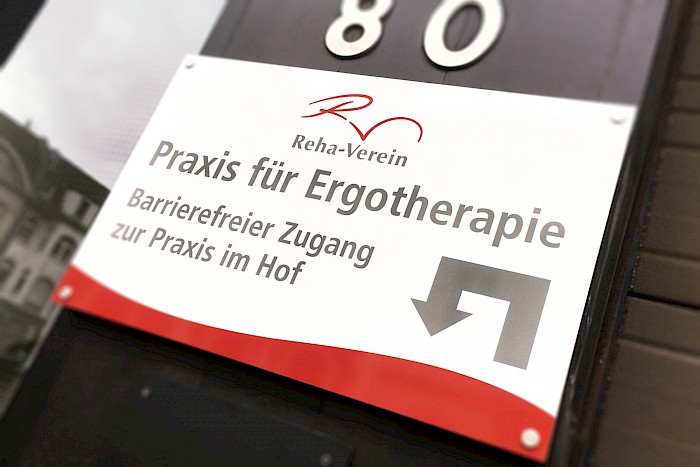 80
Reha-Verein
Praxis für Ergotherapie
Barrierefreier Zugang
zur Praxis im Hof